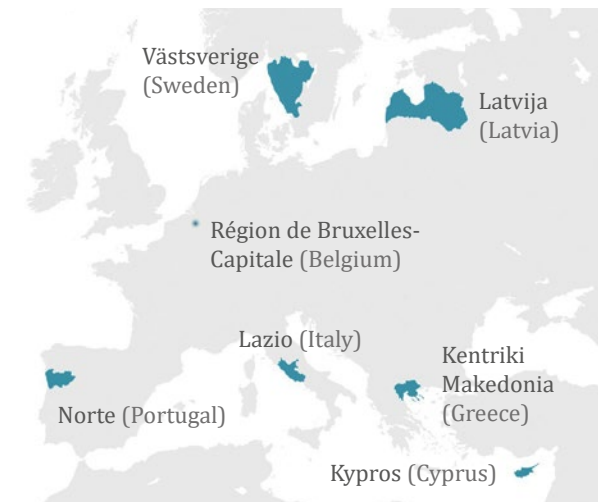 Västsverige
(Sweden)
Latvija
(Latvia)
Région de Bruxelles-
Capitale (Belgium)
Lazio (Italy)
Kentriki
Makedonia
(Greece)
Norte (Portugal)
Kypros (Cyprus)